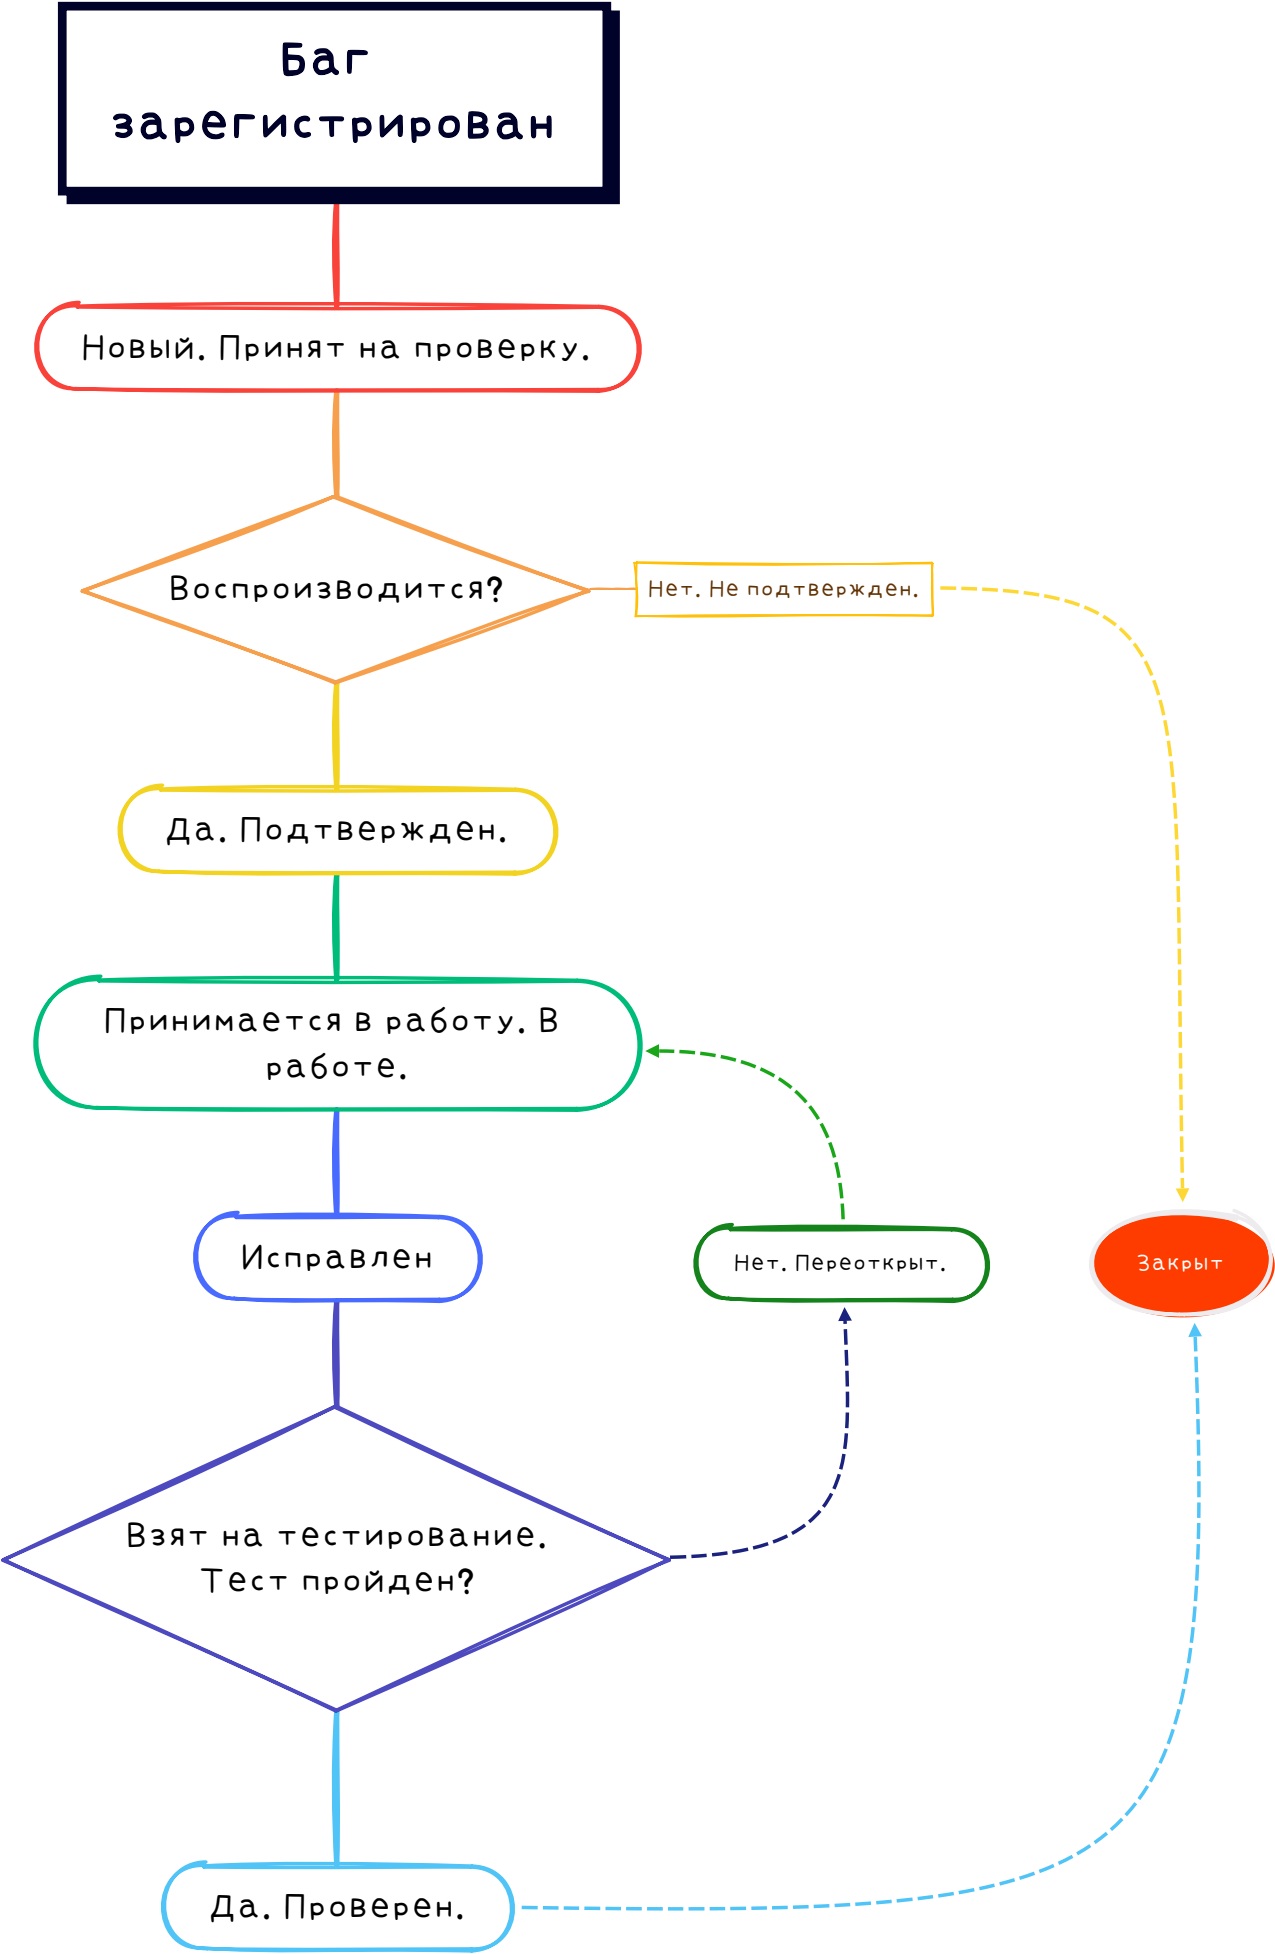 Баг
зарегистрирован
Новый. Принят на проверку.
Воспроизводится?
Нет. Не подтвержден.
Да. Подтвержден.
Принимается в работу. В
работе.
Исправлен
Нет. Переоткрыт.
Закрыт
Взят на тестирование.
Тест пройден?
Да. Проверен.